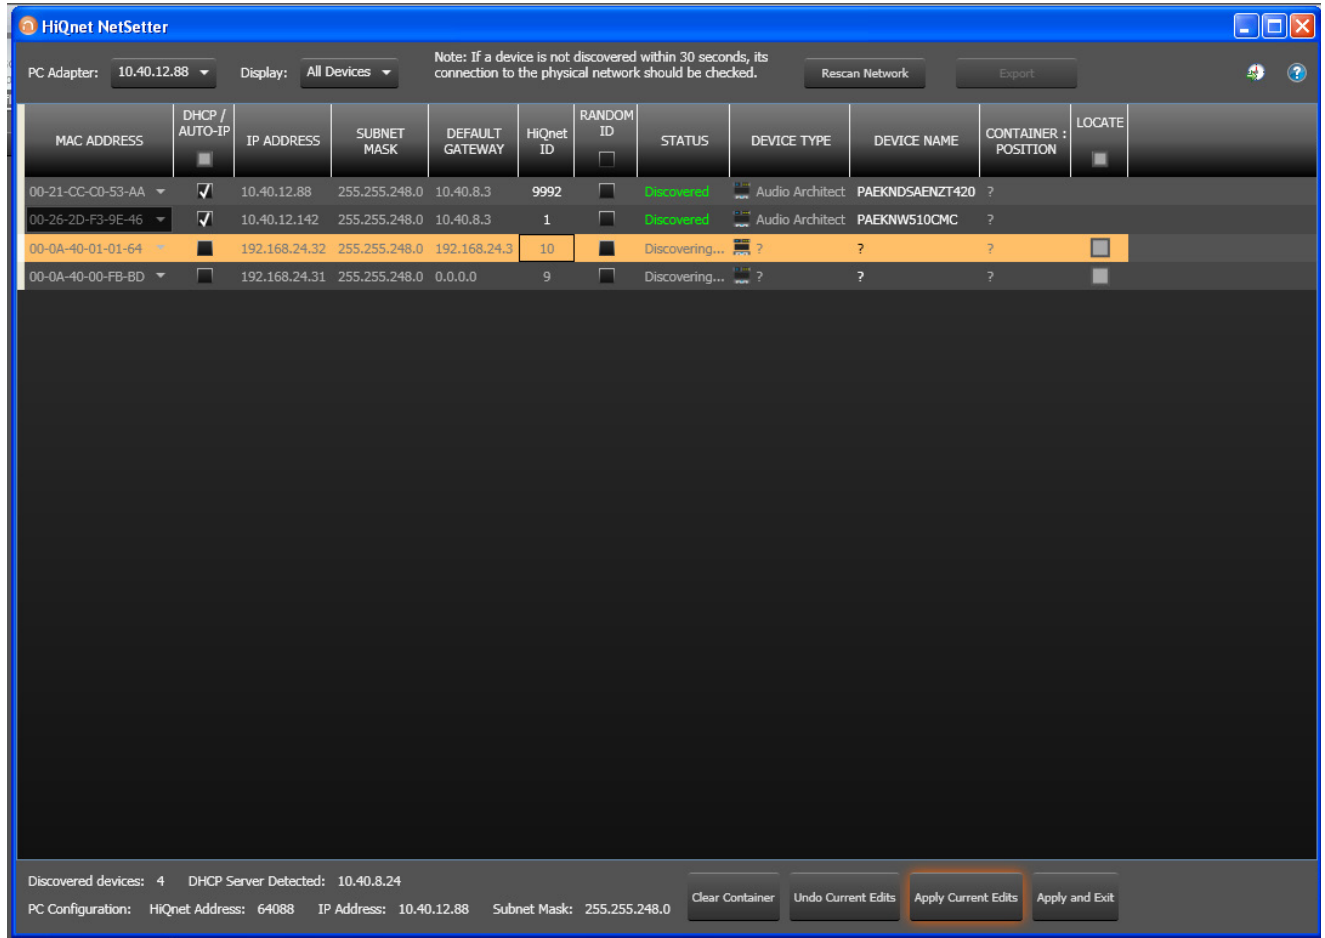 HiQnet NetSetter
Note: If a device is not discovered within 30 seconds, its
connection to the physical network should be checked.
PC Adapter: 10.40.12.88 Display: All Devices Rescan Network Export
MAC ADDRESS DHCP / AUTO-IP IP ADDRESS SUBNET MASK DEFAULT GATEWAY HiQnet ID RANDOM ID STATUS DEVICE TYPE DEVICE NAME CONTAINER : POSITION LOCATE
00-21-CC-C0-53-AA 10.40.12.88 255.255.248.0 10.40.8.3 9992 Discovered Audio Architect PAEKNDSAENZT420 ?
00-26-2D-F3-9E-46 10.40.12.142 255.255.248.0 10.40.8.3 1 Discovered Audio Architect PAEKNW510CMC ?
00-0A-40-01-01-64 192.168.24.32 255.255.248.0 192.168.24.3 10 Discovering... ? ? ?
00-0A-40-00-FB-BD 192.168.24.31 255.255.248.0 0.0.0.0 9 Discovering... ? ? ?
Discovered devices: 4 DHCP Server Detected: 10.40.8.24
PC Configuration: HiQnet Address: 64088 IP Address: 10.40.12.88 Subnet Mask: 255.255.248.0
Clear Container Undo Current Edits Apply Current Edits Apply and Exit